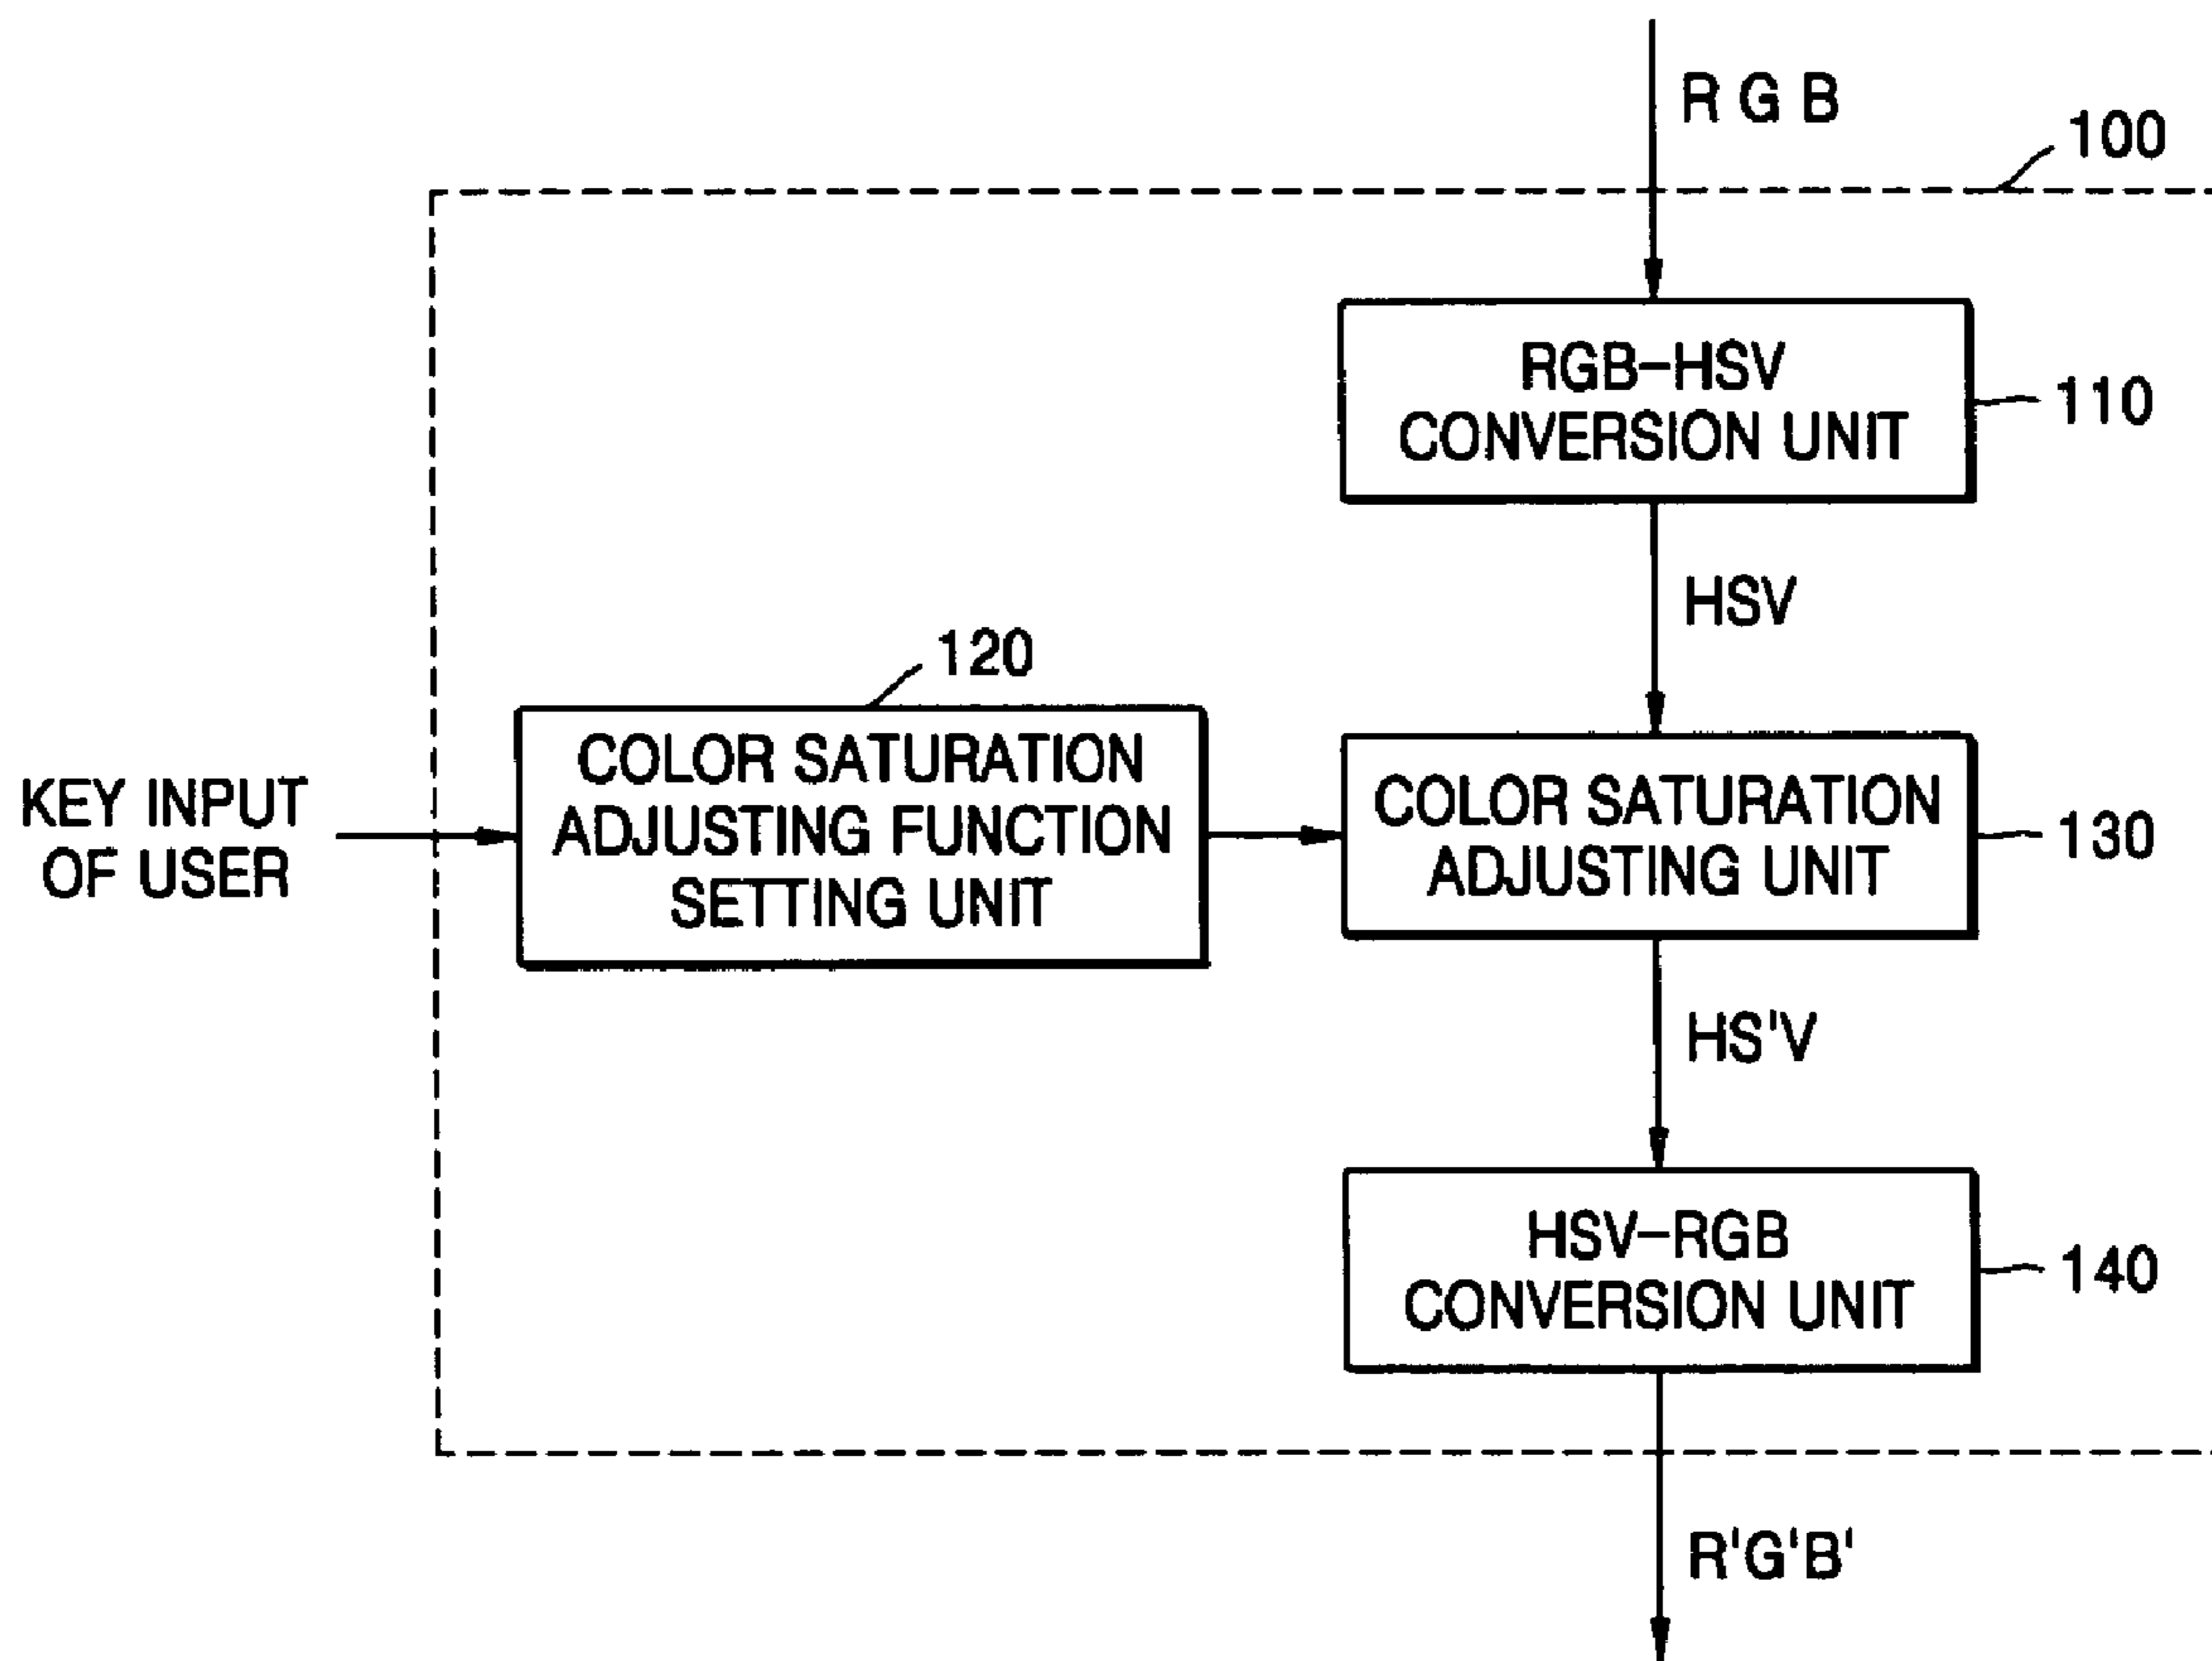 R G B
100
RGB-HSV
CONVERSION UNIT
110
HSV
120
COLOR SATURATION
ADJUSTING FUNCTION
SETTING UNIT
KEY INPUT
OF USER
COLOR SATURATION
ADJUSTING UNIT
130
HS'V
HSV-RGB
CONVERSION UNIT
140
R'G'B'